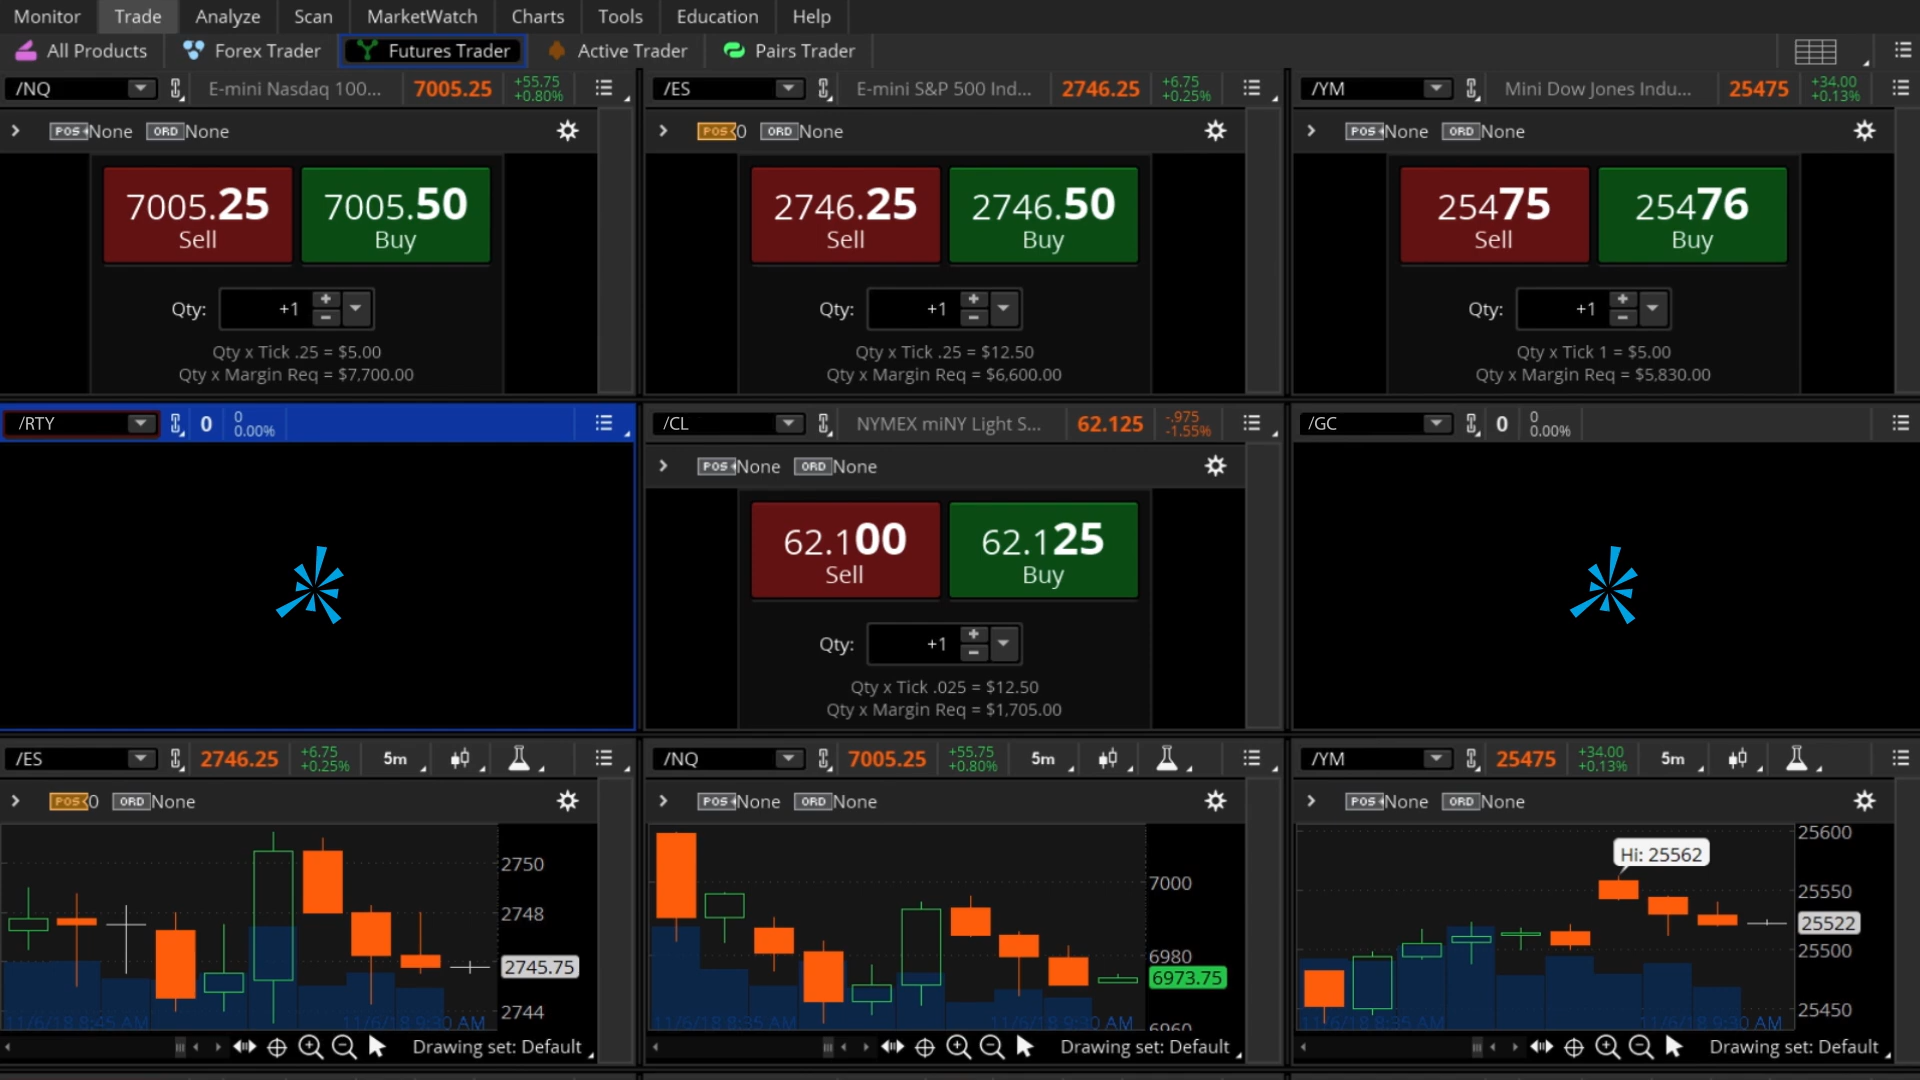 Monitor Trade Analyze Scan MarketWatch Charts Tools Education Help
All Products Forex Trader Futures Trader Active Trader Pairs Trader
/NQ E-mini Nasdaq 100... 7005.25 +55.75 +0.80%
/ES E-mini S&P 500 Ind... 2746.25 +6.75 +0.25%
/YM Mini Dow Jones Indu... 25475 +34.00 +0.13%
POS None ORD None
POS 0 ORD None
POS None ORD None
7005.25 Sell 7005.50 Buy
2746.25 Sell 2746.50 Buy
25475 Sell 25476 Buy
Qty: +1
Qty: +1
Qty: +1
Qty x Tick .25 = $5.00
Qty x Margin Req = $7,700.00
Qty x Tick .25 = $12.50
Qty x Margin Req = $6,600.00
Qty x Tick 1 = $5.00
Qty x Margin Req = $5,830.00
/RTY 0 0 0.00%
/CL NYMEX miNY Light S... 62.125 -.975 -1.55%
/GC 0 0 0.00%
POS None ORD None
62.100 Sell 62.125 Buy
Qty: +1
Qty x Tick .025 = $12.50
Qty x Margin Req = $1,705.00
/ES 2746.25 +6.75 +0.25% 5m
/NQ 7005.25 +55.75 +0.80% 5m
/YM 25475 +34.00 +0.13% 5m
POS 0 ORD None
POS None ORD None
POS None ORD None
2750
2748
2745.75
2744
11/6/18 8:45 AM 11/6/18 9:30 AM
7000
6980
6973.75
6960
11/6/18 8:35 AM 11/6/18 9:30 AM
25600
Hi: 25562
25550
25522
25500
25450
11/6/18 8:35 AM 11/6/18 9:30 AM
Drawing set: Default
Drawing set: Default
Drawing set: Default